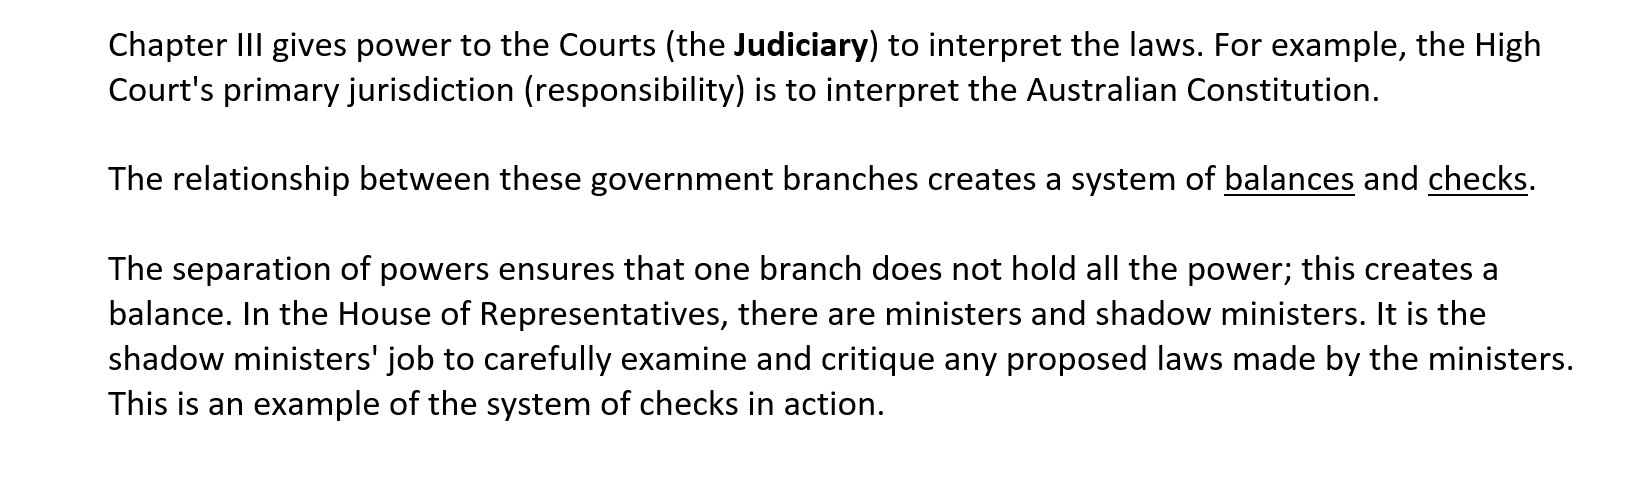 Chapter III gives power to the Courts (the Judiciary) to interpret the laws. For example, the High
Court's primary jurisdiction (responsibility) is to interpret the Australian Constitution.
The relationship between these government branches creates a system of balances and checks.
The separation of powers ensures that one branch does not hold all the power; this creates a
balance. In the House of Representatives, there are ministers and shadow ministers. It is the
shadow ministers' job to carefully examine and critique any proposed laws made by the ministers.
This is an example of the system of checks in action.